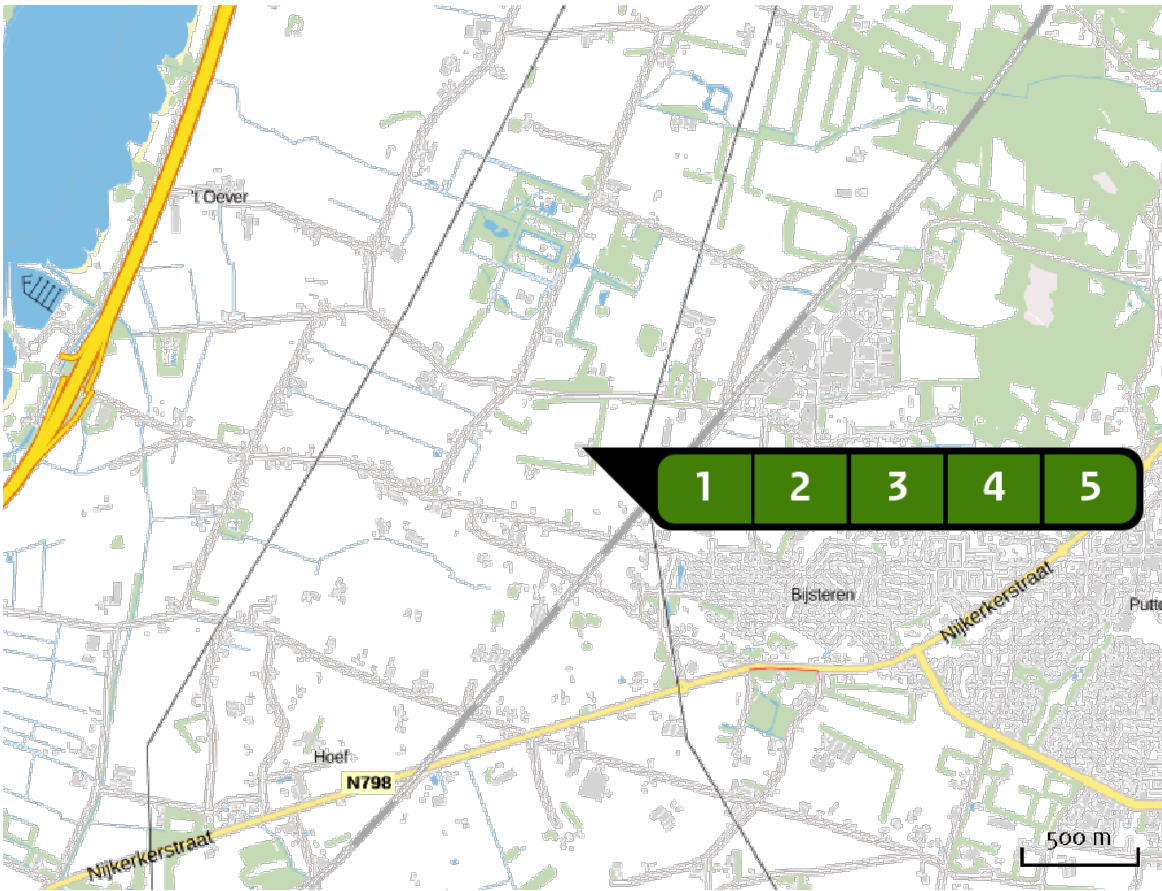 't Oever
1 2 3 4 5
Bijsteren
Nijkerkerstraat
Putte
Hoef
N798
Nijkerkerstraat
500 m